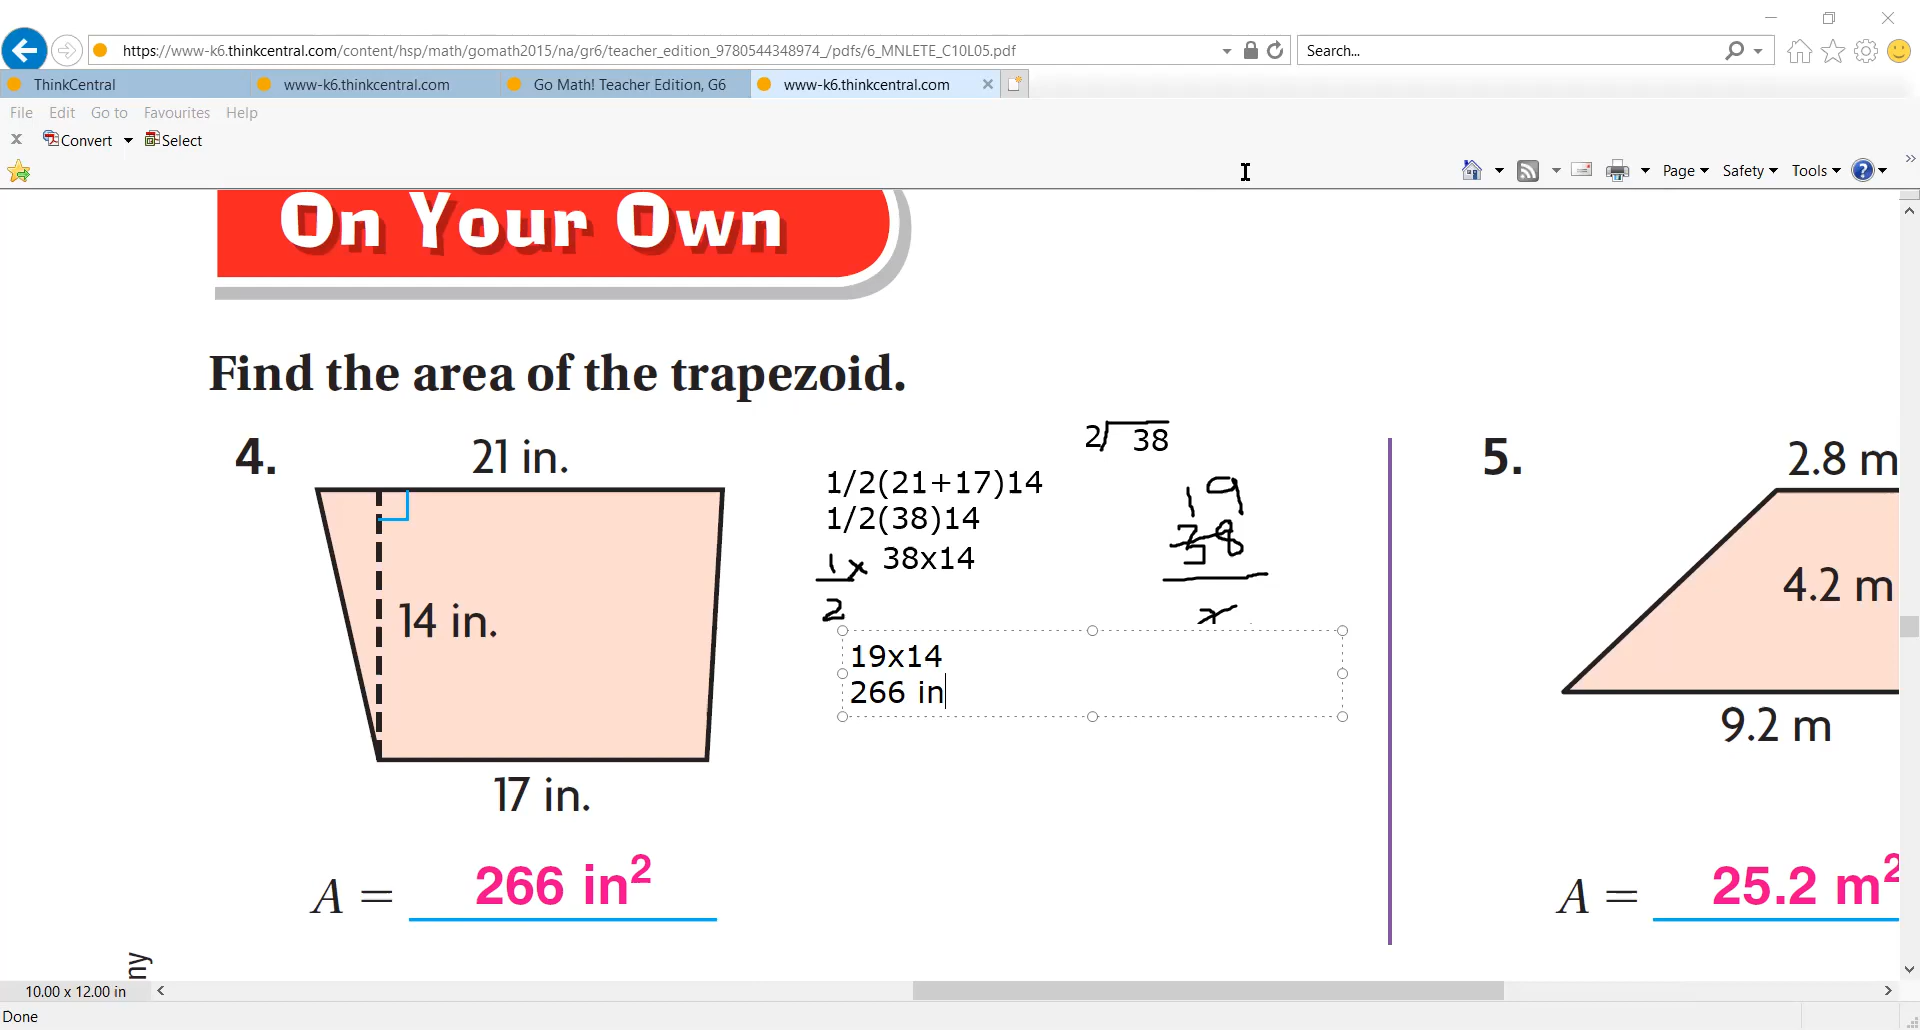 https://www-k6.thinkcentral.com/content/hsp/math/gomath2015/na/gr6/teacher_edition_9780544348974_/pdfs/6_MNLETE_C10L05.pdf
Search...
ThinkCentral
www-k6.thinkcentral.com
Go Math! Teacher Edition, G6
www-k6.thinkcentral.com
File Edit Go to Favourites Help
x Convert Select
Page Safety Tools
On Your Own
Find the area of the trapezoid.
4.
21 in.
14 in.
17 in.
A = 266 in²
1/2(21+17)14
1/2(38)14
1/2 x 38x14
19x14
266 in
2 38
19
38
2
5.
2.8 m
4.2 m
9.2 m
A = 25.2 m²
ny
10.00 x 12.00 in
Done